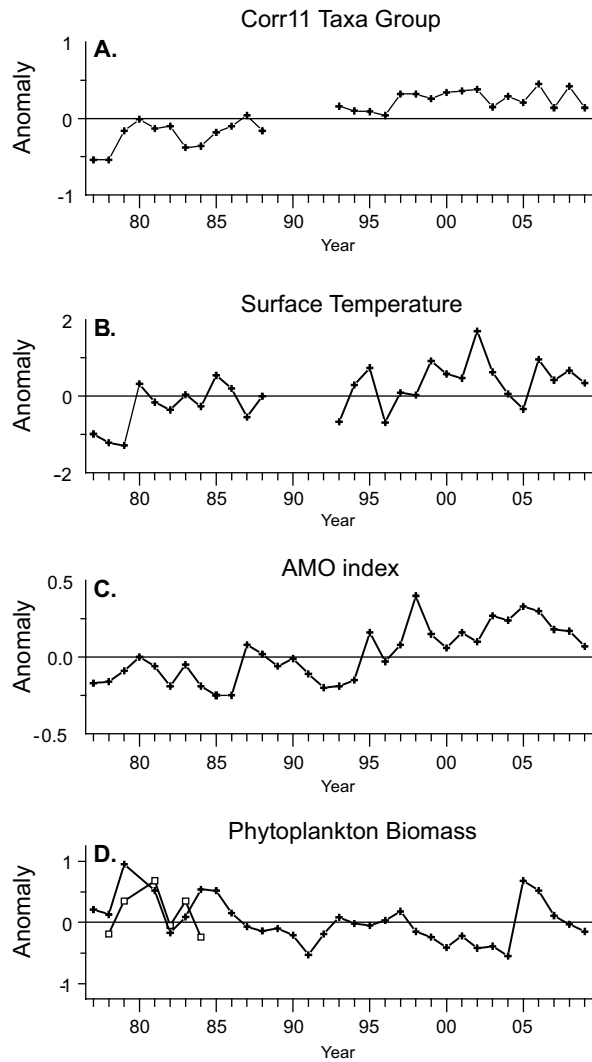 Corr11 Taxa Group
A.
1
0
-1
Anomaly
80 85 90 95 00 05
Year
Surface Temperature
B.
2
0
-2
Anomaly
80 85 90 95 00 05
Year
AMO index
C.
0.5
0.0
-0.5
Anomaly
80 85 90 95 00 05
Year
Phytoplankton Biomass
D.
1
0
-1
Anomaly
80 85 90 95 00 05
Year